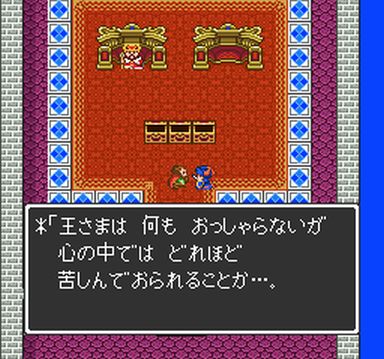 *「王さまは 何も おっしゃらないが
心の中では どれほど
苦しんでおられることか…。